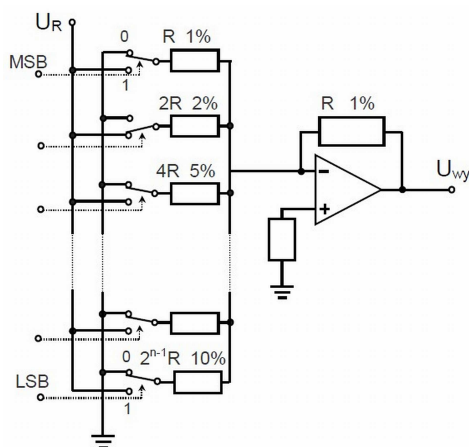 U_R
0
R 1%
MSB
1
2R 2%
R 1%
4R 5%
−
+
U_wy
0
2^{n-1}R 10%
LSB
1